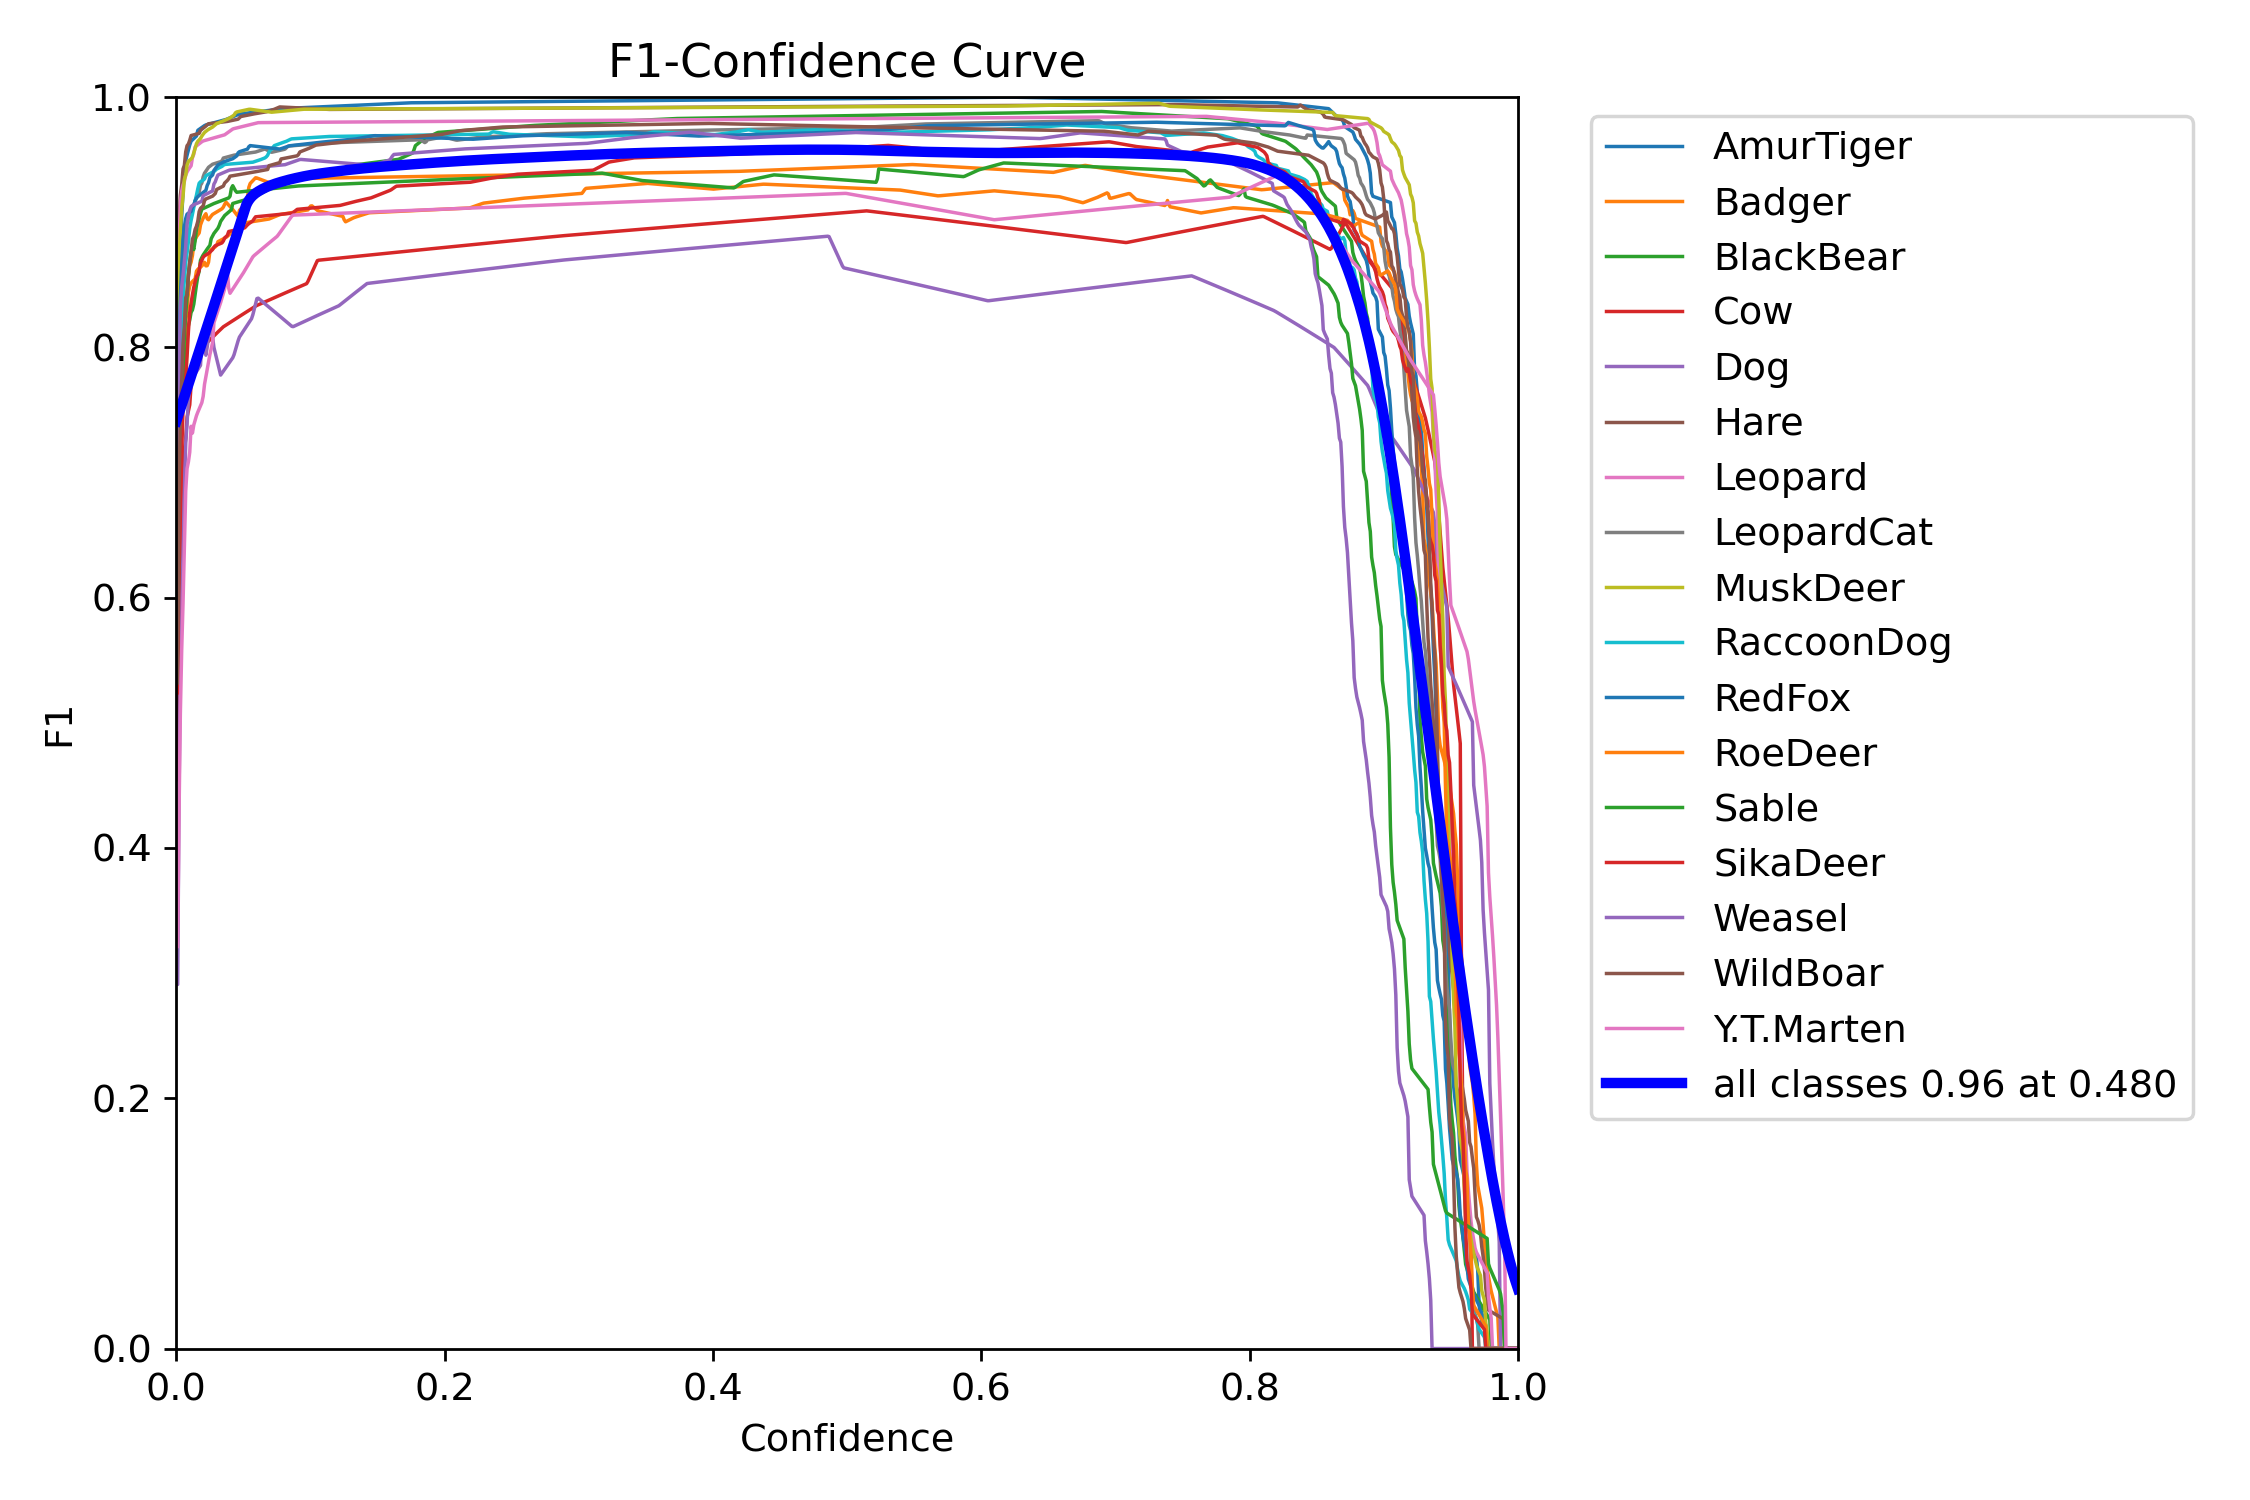 F1-Confidence Curve
1.0
0.8
0.6
0.4
0.2
0.0
F1
0.0 0.2 0.4 0.6 0.8 1.0
Confidence
AmurTiger
Badger
BlackBear
Cow
Dog
Hare
Leopard
LeopardCat
MuskDeer
RaccoonDog
RedFox
RoeDeer
Sable
SikaDeer
Weasel
WildBoar
Y.T.Marten
all classes 0.96 at 0.480